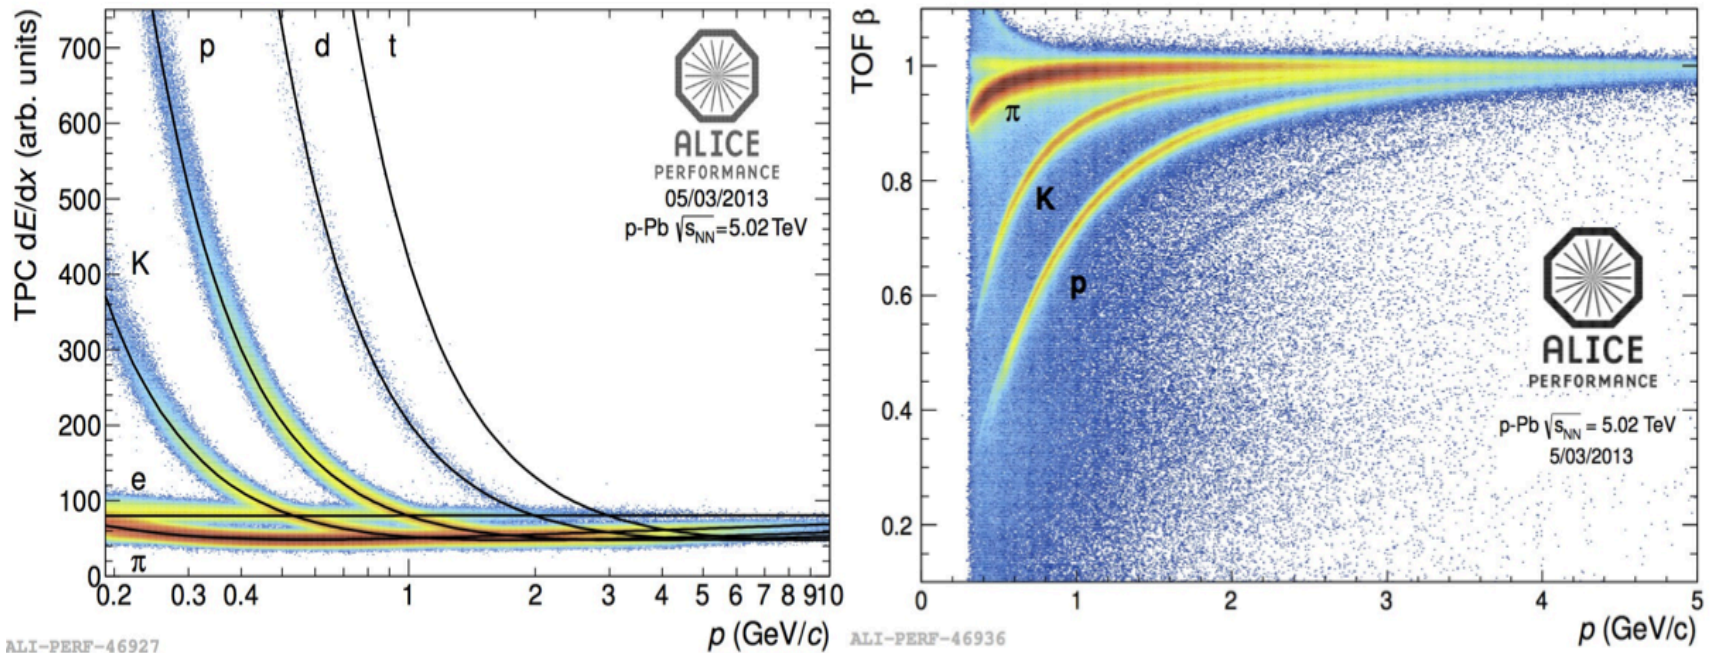 TPC dE/dx (arb. units)
700
600
500
400
300
200
100
0
p
d
t
K
e
π
ALICE
PERFORMANCE
05/03/2013
p-Pb √sNN=5.02 TeV
0.2 0.3 0.4 1 2 3 4 5 6 7 8 910
p (GeV/c)
ALI-PERF-46927
TOF β
1
0.8
0.6
0.4
0.2
π
K
p
ALICE
PERFORMANCE
p-Pb √sNN = 5.02 TeV
5/03/2013
0 1 2 3 4 5
p (GeV/c)
ALI-PERF-46936